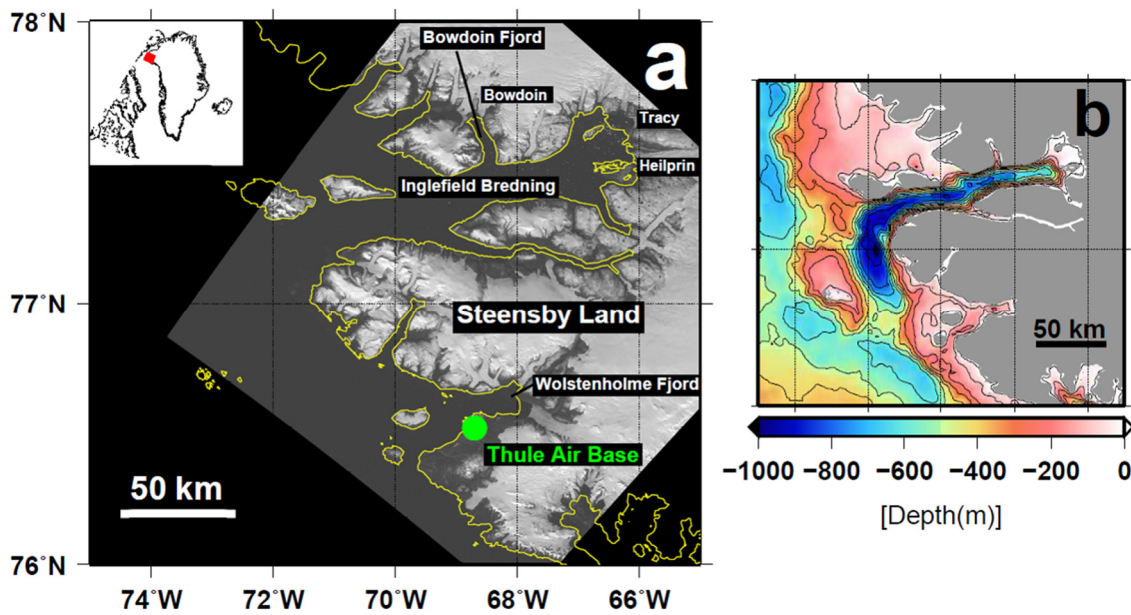 78°N
77°N
76°N
a
Bowdoin Fjord
Bowdoin
Tracy
Heilprin
Inglefield Bredning
Steensby Land
Wolstenholme Fjord
Thule Air Base
50 km
74°W
72°W
70°W
68°W
66°W
b
50 km
−1000 −800 −600 −400 −200 0
[Depth(m)]